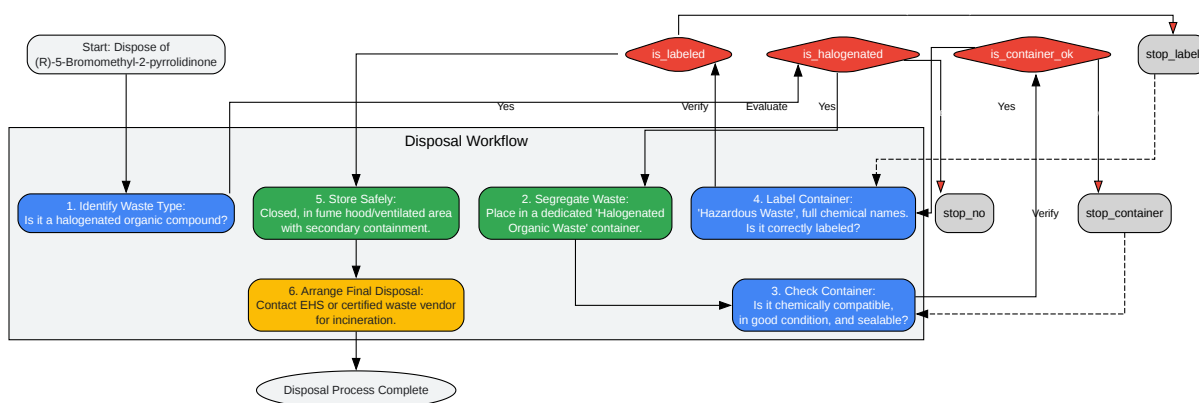 is_labeled
is_halogenated
is_container_ok
stop_label
Start: Dispose of
(R)-5-Bromomethyl-2-pyrrolidinone
Yes
Verify
Evaluate
Yes
Yes
Disposal Workflow
1. Identify Waste Type:
Is it a halogenated organic compound?
5. Store Safely:
Closed, in fume hood/ventilated area
with secondary containment.
2. Segregate Waste:
Place in a dedicated 'Halogenated
Organic Waste' container.
4. Label Container:
'Hazardous Waste', full chemical names.
Is it correctly labeled?
stop_no
Verify
stop_container
6. Arrange Final Disposal:
Contact EHS or certified waste vendor
for incineration.
3. Check Container:
Is it chemically compatible,
in good condition, and sealable?
Disposal Process Complete